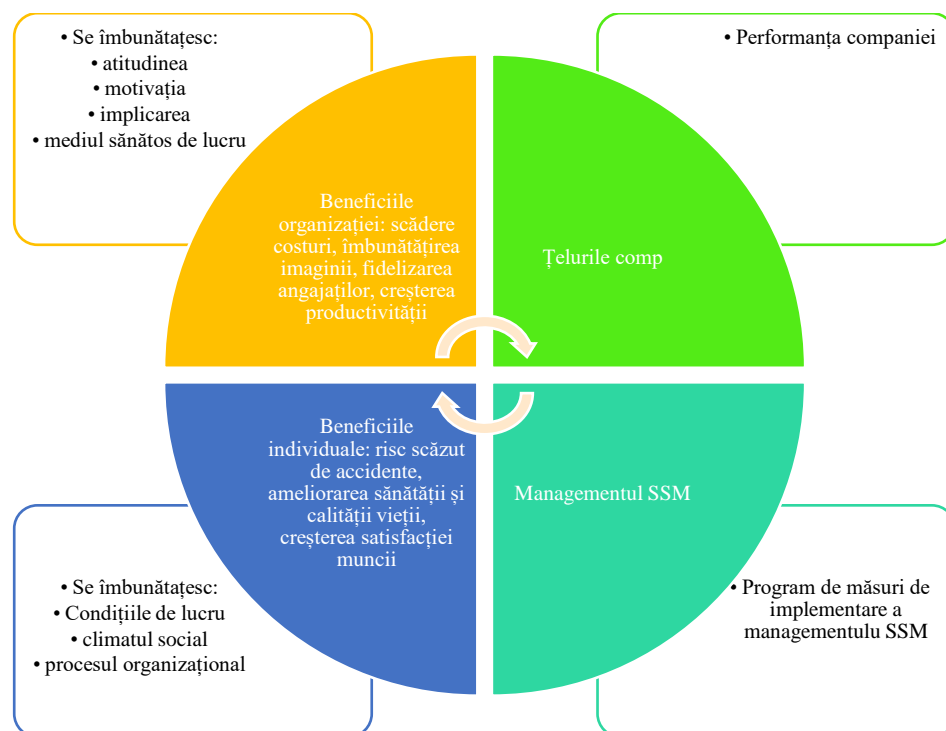 • Se îmbunătațesc:
• atitudinea
• motivația
• implicarea
• mediul sănătos de lucru
• Performanța companiei
Beneficiile
organizației: scădere
costuri, îmbunătățirea
imaginii, fidelizarea
angajaților, creșterea
productivității
Țelurile comp
Beneficiile
individuale: risc scăzut
de accidente,
ameliorarea sănătății și
calității vieții,
creșterea satisfacției
muncii
Managementul SSM
• Se îmbunătațesc:
• Condițiile de lucru
• climatul social
• procesul organizațional
• Program de măsuri de
implementare a
managementulu SSM